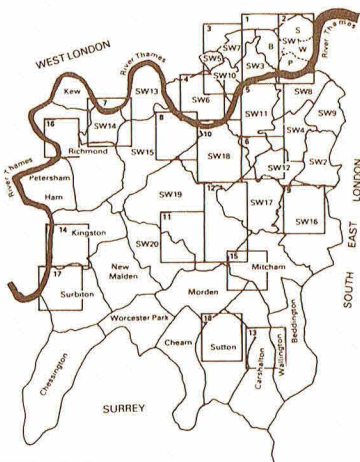 1
2
3
S
River Thames
SW1
W
P
B
SW7
SW5
SW3
SW10
WEST LONDON
River Thames
SW13
4
SW6
5
SW11
SW8
SW9
SW4
Kew
7
SW14
8
SW15
10
SW18
6
SW12
SW2
16
Richmond
River Thames
Petersham
Ham
SW19
12
SW17
9
SW16
SOUTH EAST LONDON
11
SW20
14
Kingston
New
Malden
15
Mitcham
17
Surbiton
Morden
Worcester Park
Cheam
18
Sutton
13
Carshalton
Wallington
Beddington
Chessington
SURREY